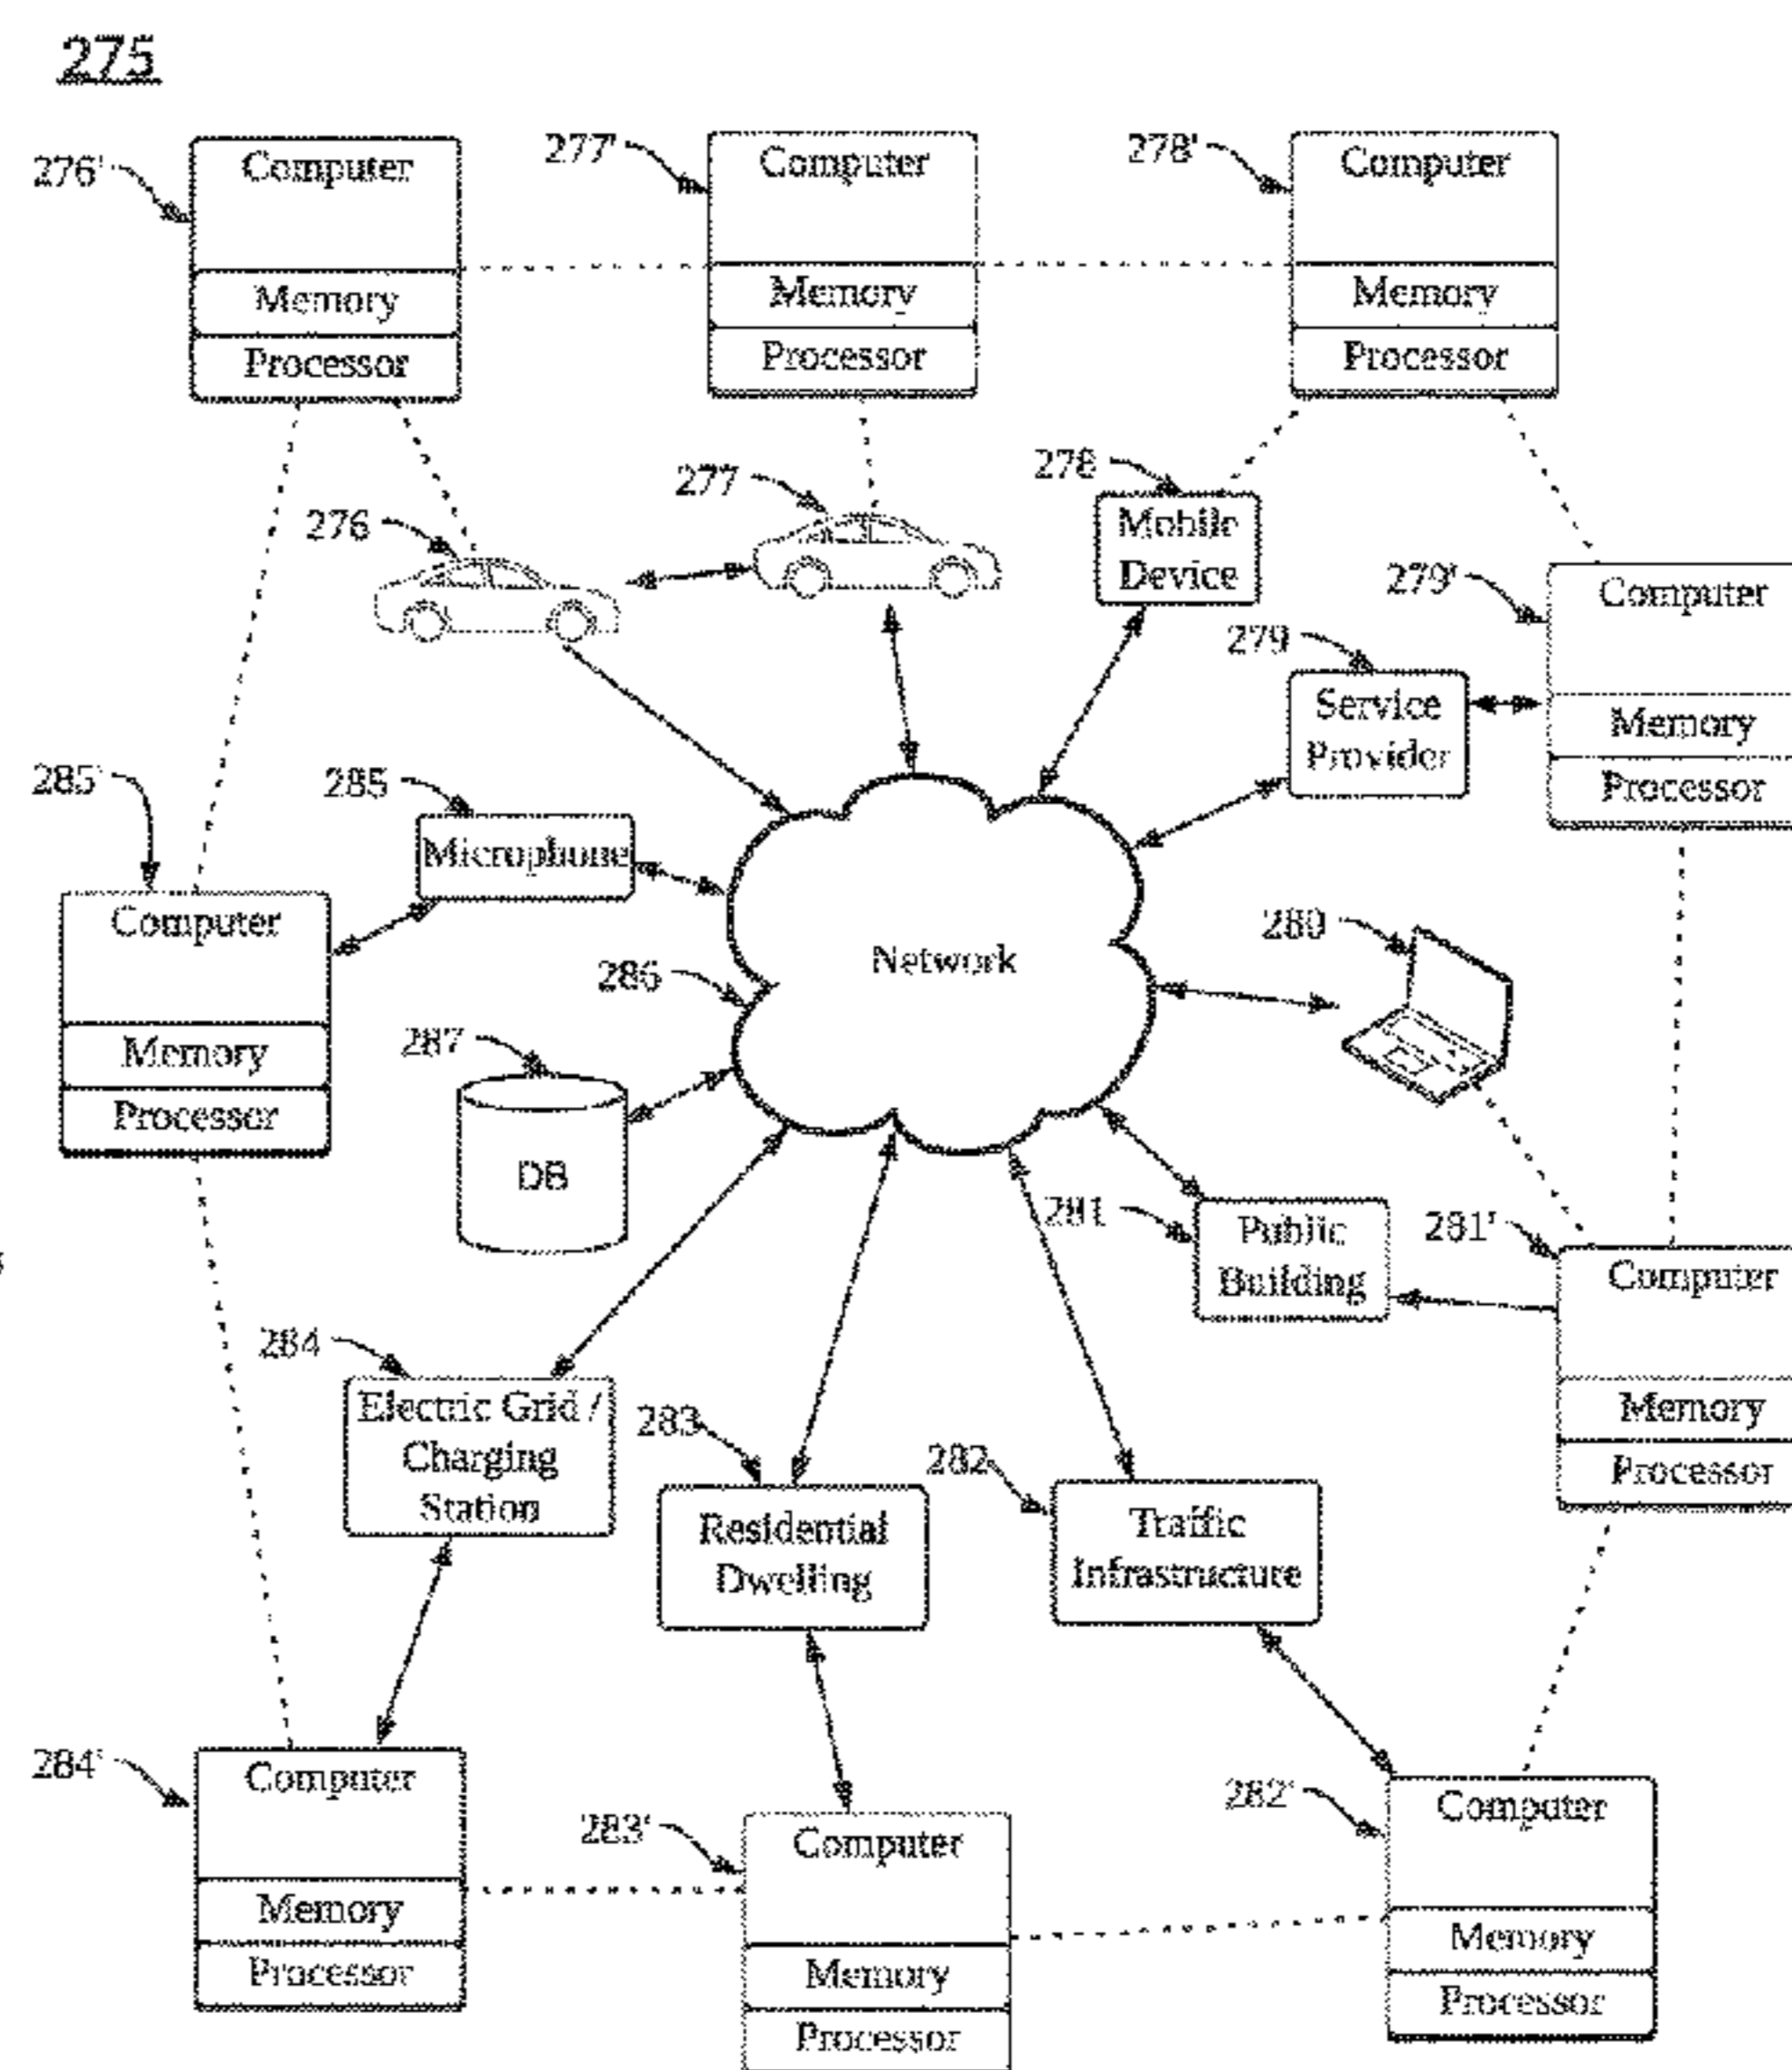 275
276'
Computer
Memory
Processor
277'
Computer
Memory
Processor
278'
Computer
Memory
Processor
276
277
278
Mobile
Device
279'
Computer
Memory
Processor
279
Service
Provider
285'
Computer
Memory
Processor
285
Microphone
286
Network
280
287
DB
281
Public
Building
281'
Computer
Memory
Processor
284
Electric Grid /
Charging
Station
283
Residential
Dwelling
282
Traffic
Infrastructure
284'
Computer
Memory
Processor
283'
Computer
Memory
Processor
282'
Computer
Memory
Processor